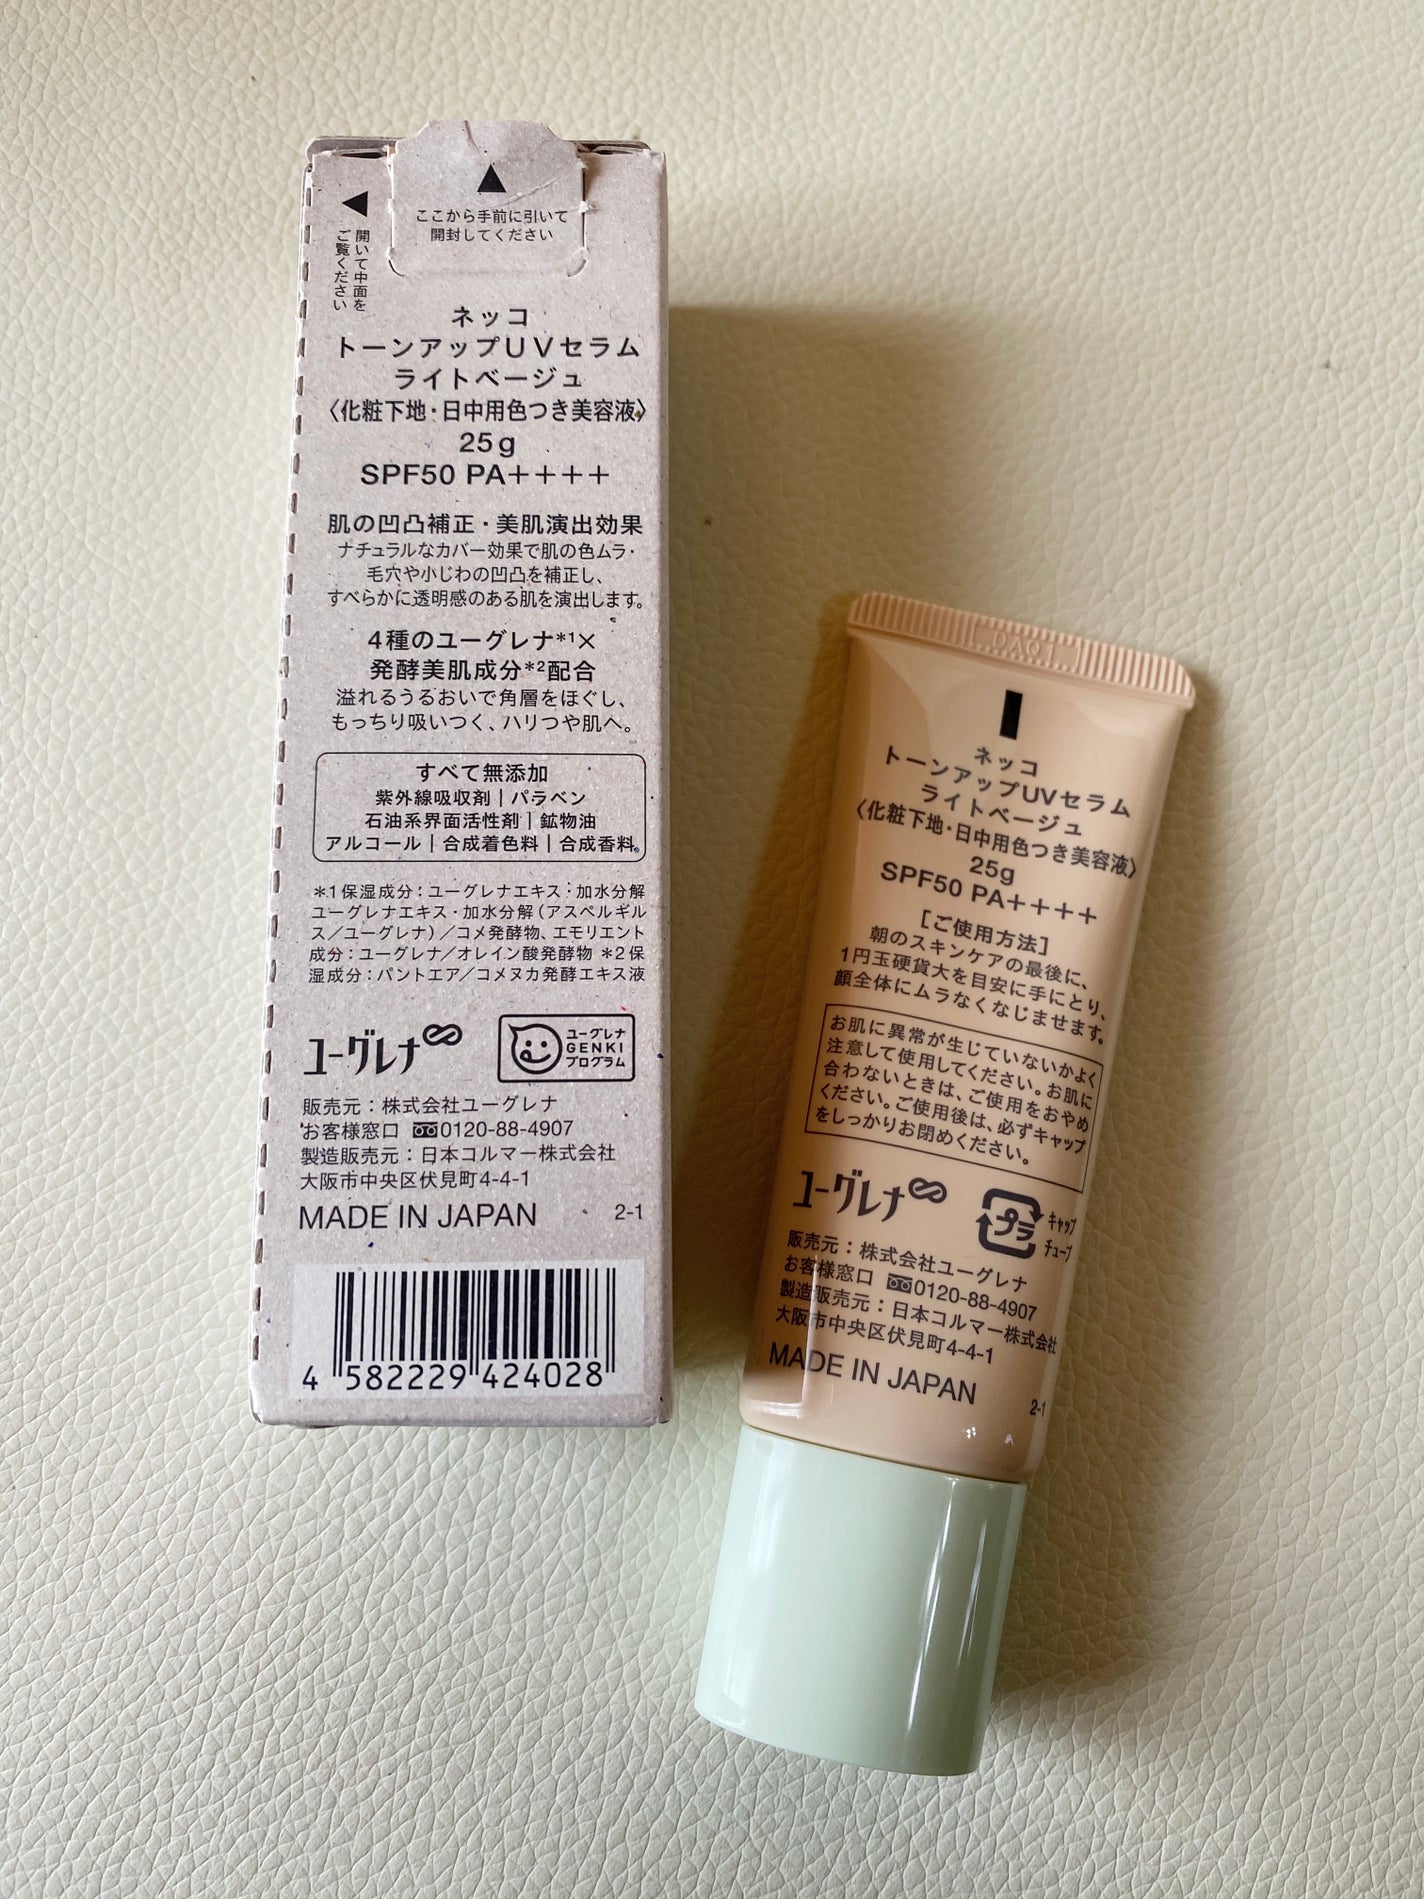 ここから手前に引いて
開封してください
開いて中面を
ご覧ください
ネッコ
トーンアップUVセラム
ライトベージュ
〈化粧下地・日中用色つき美容液〉
25g
SPF50 PA++++
肌の凹凸補正・美肌演出効果
ナチュラルなカバー効果で肌の色ムラ・
毛穴や小じわの凹凸を補正し、
すべらかに透明感のある肌を演出します。
4種のユーグレナ*1×
発酵美肌成分*2配合
溢れるうるおいで角層をほぐし、
もっちり吸いつく、ハリつや肌へ。
すべて無添加
紫外線吸収剤|パラベン
石油系界面活性剤|鉱物油
アルコール|合成着色料|合成香料
*1保湿成分:ユーグレナエキス・加水分解
ユーグレナエキス・加水分解(アスペルギル
ス/ユーグレナ)/コメ発酵物、エモリエント
成分:ユーグレナ/オレイン酸発酵物 *2保
湿成分:パントエア/コメヌカ発酵エキス液
ユーグレナ
ユーグレナ
GENKI
プログラム
販売元:株式会社ユーグレナ
お客様窓口 0120-88-4907
製造販売元:日本コルマー株式会社
大阪市中央区伏見町4-4-1
MADE IN JAPAN 2-1
4 582229 424028
DAQ1
ネッコ
トーンアップUVセラム
ライトベージュ
〈化粧下地・日中用色つき美容液〉
25g
SPF50 PA++++
[ご使用方法]
朝のスキンケアの最後に、
1円玉硬貨大を目安に手にとり、
顔全体にムラなくなじませます。
お肌に異常が生じていないかよく
注意して使用してください。お肌に
合わないときは、ご使用をおやめ
ください。ご使用後は、必ずキャップ
をしっかりお閉めください。
ユーグレナ
プラ
キャップ
チューブ
販売元:株式会社ユーグレナ
お客様窓口 0120-88-4907
製造販売元:日本コルマー株式会社
大阪市中央区伏見町4-4-1
MADE IN JAPAN
2-1